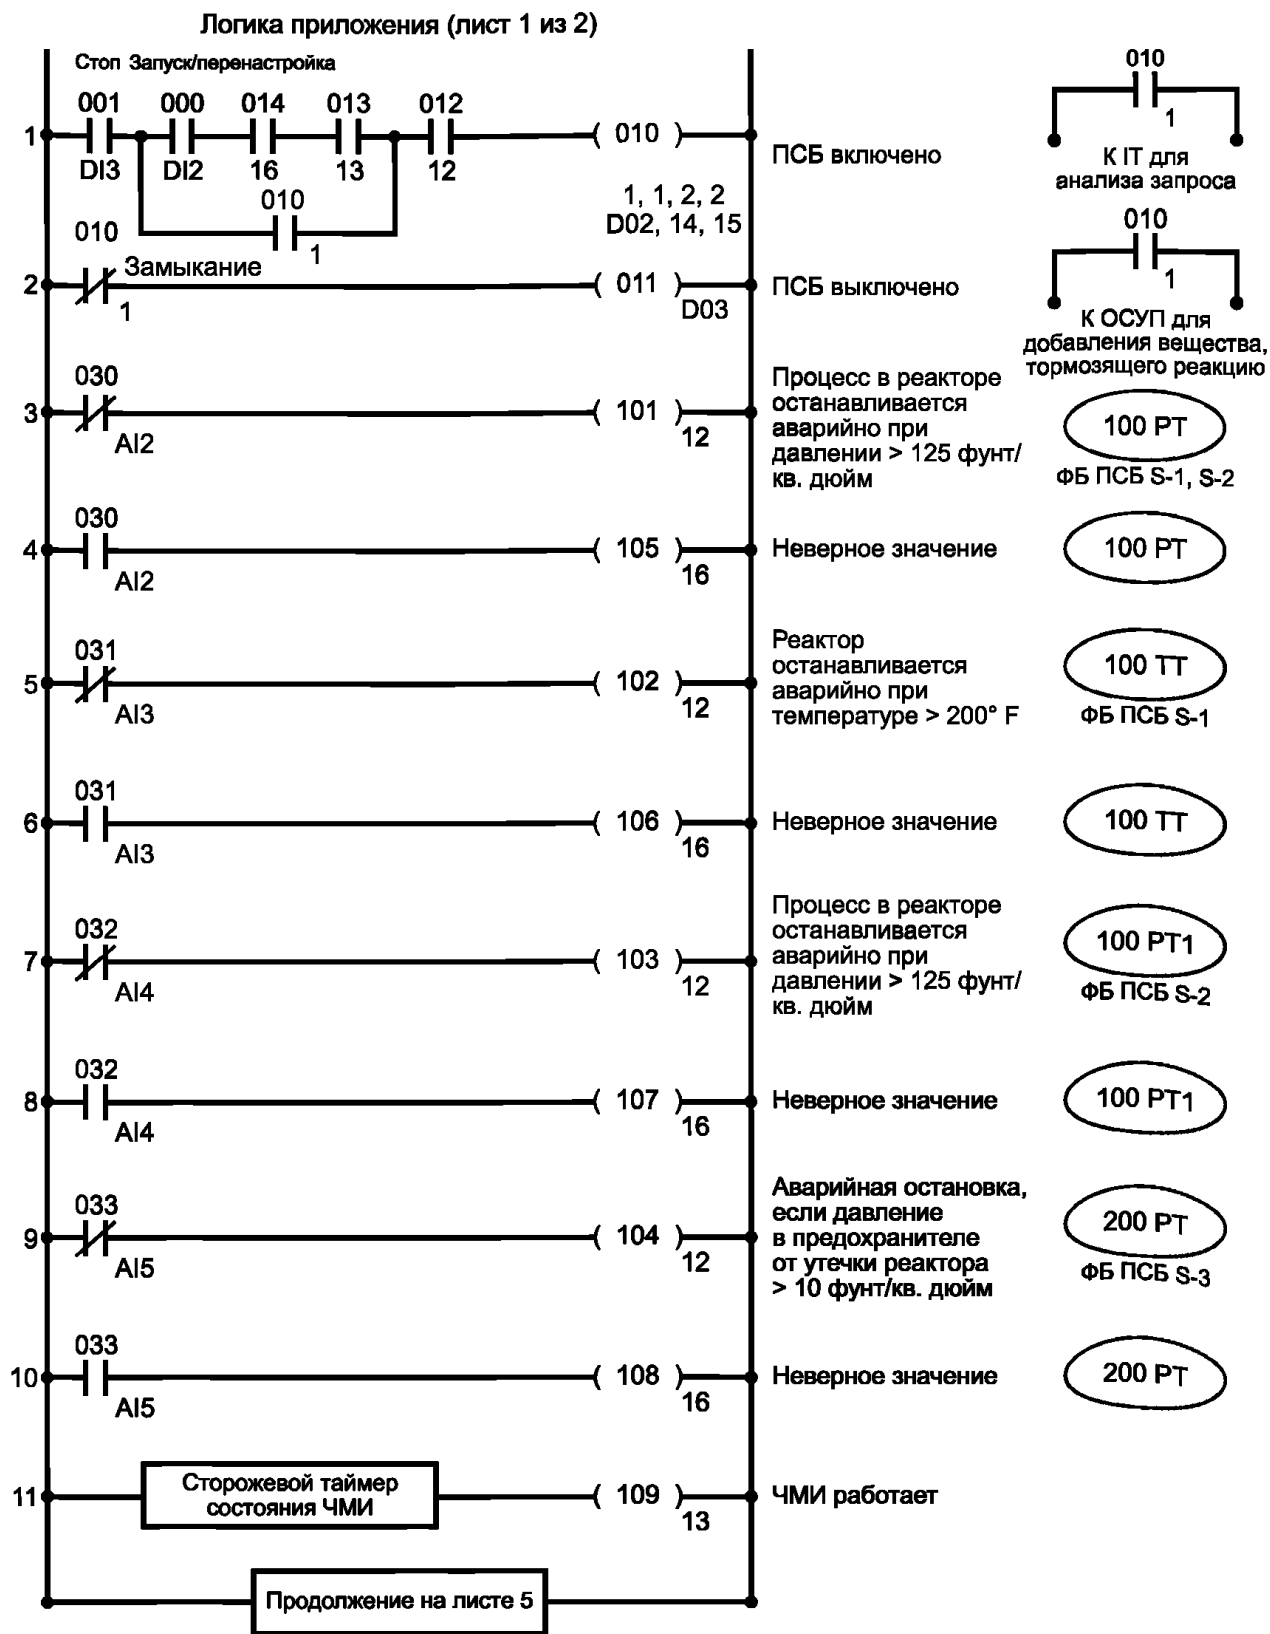 Логика приложения (лист 1 из 2)
Стоп Запуск/перенастройка
001 000 014 013 012
1 ( 010 )
DI3 DI2 16 13 12
ПСБ включено
010
1
1, 1, 2, 2
D02, 14, 15
010
1
К IT для
анализа запроса
010
Замыкание
2 ( 011 )
1
D03
ПСБ выключено
010
1
К ОСУП для
добавления вещества,
тормозящего реакцию
030
3 ( 101 )
AI2
12
Процесс в реакторе
останавливается
аварийно при
давлении > 125 фунт/
кв. дюйм
100 PT
ФБ ПСБ S-1, S-2
030
4 ( 105 )
AI2
16
Неверное значение
100 PT
031
5 ( 102 )
AI3
12
Реактор
останавливается
аварийно при
температуре > 200° F
100 TT
ФБ ПСБ S-1
031
6 ( 106 )
AI3
16
Неверное значение
100 TT
032
7 ( 103 )
AI4
12
Процесс в реакторе
останавливается
аварийно при
давлении > 125 фунт/
кв. дюйм
100 PT1
ФБ ПСБ S-2
032
8 ( 107 )
AI4
16
Неверное значение
100 PT1
033
9 ( 104 )
AI5
12
Аварийная остановка,
если давление
в предохранителе
от утечки реактора
> 10 фунт/кв. дюйм
200 PT
ФБ ПСБ S-3
033
10 ( 108 )
AI5
16
Неверное значение
200 PT
11
Сторожевой таймер
состояния ЧМИ
( 109 )
13
ЧМИ работает
Продолжение на листе 5